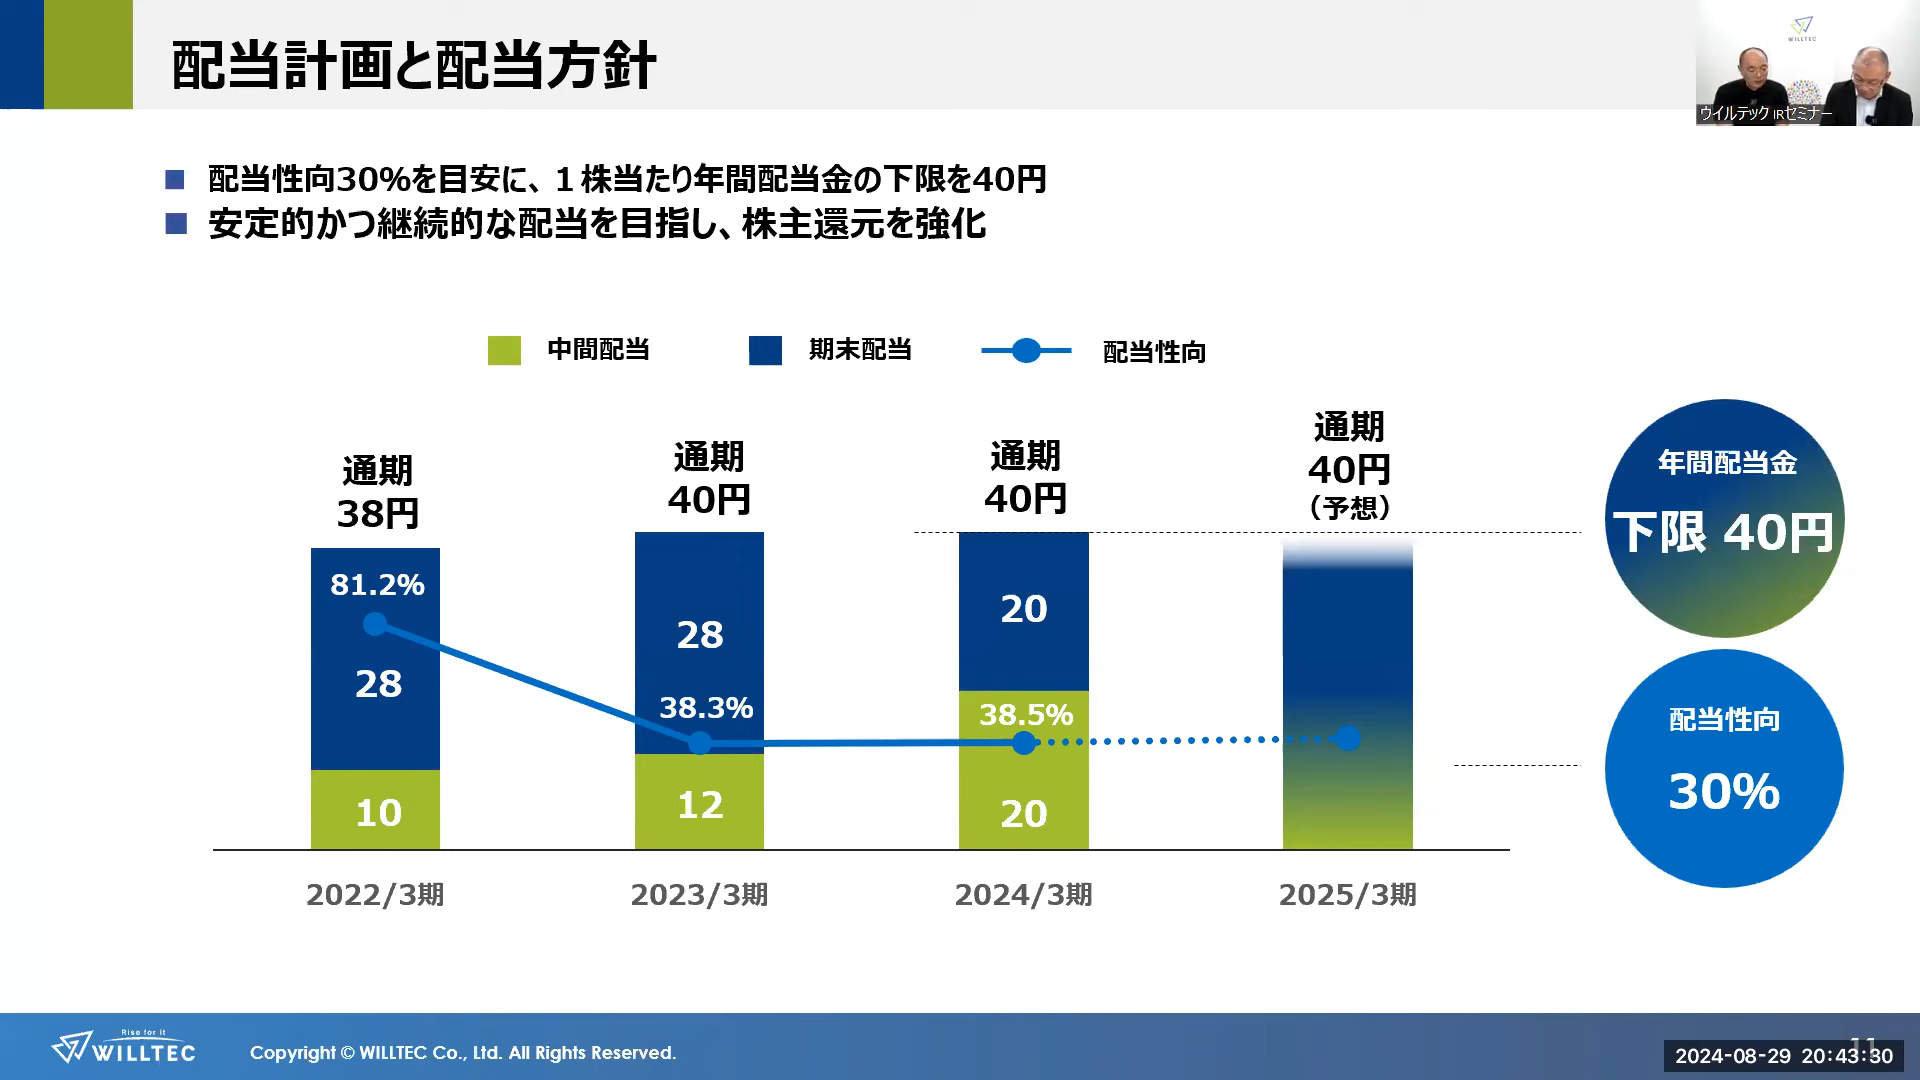 配当計画と配当方針
WILLTEC
ウイルテック IRセミナー
配当性向30%を目安に、１株当たり年間配当金の下限を40円
安定的かつ継続的な配当を目指し、株主還元を強化
中間配当
期末配当
配当性向
通期
38円
通期
40円
通期
40円
通期
40円
（予想）
81.2%
28
10
28
38.3%
12
20
38.5%
20
2022/3期
2023/3期
2024/3期
2025/3期
年間配当金
下限 40円
配当性向
30%
Rise for it
WILLTEC
Copyright © WILLTEC Co., Ltd. All Rights Reserved.
11
2024-08-29 20:43:30